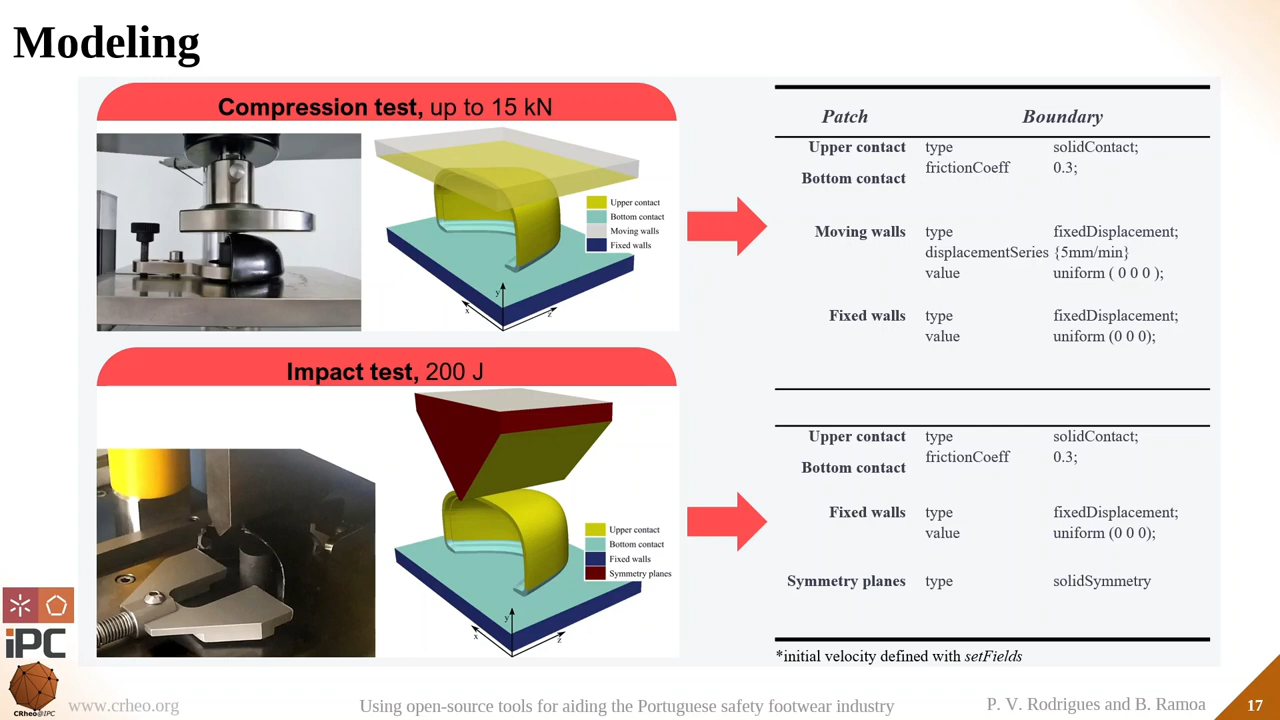 Modeling
Compression test, up to 15 kN
Upper contact
Bottom contact
Moving walls
Fixed walls
y
x
z
Impact test, 200 J
Upper contact
Bottom contact
Fixed walls
Symmetry planes
y
x
z
Patch Boundary
Upper contact type solidContact;
frictionCoeff 0.3;
Bottom contact
Moving walls type fixedDisplacement;
displacementSeries {5mm/min}
value uniform ( 0 0 0 );
Fixed walls type fixedDisplacement;
value uniform (0 0 0);
Upper contact type solidContact;
frictionCoeff 0.3;
Bottom contact
Fixed walls type fixedDisplacement;
value uniform (0 0 0);
Symmetry planes type solidSymmetry
*initial velocity defined with setFields
iPC
CRheo@IPC
www.crheo.org
Using open-source tools for aiding the Portuguese safety footwear industry
P. V. Rodrigues and B. Ramoa
17